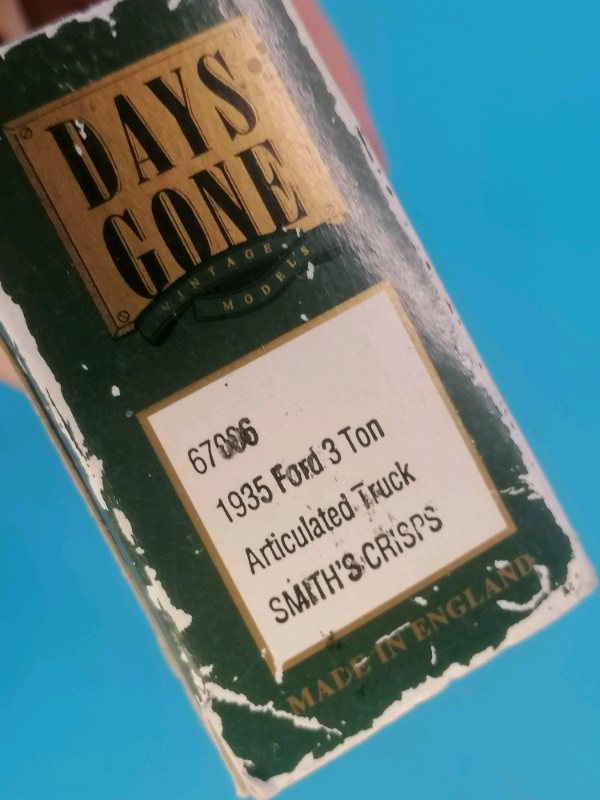 DAYS
GONE
VINTAGE
MODELS
1935 Ford 3 Ton
Articulated Truck
SMITH'S CRISPS
MADE IN ENGLAND